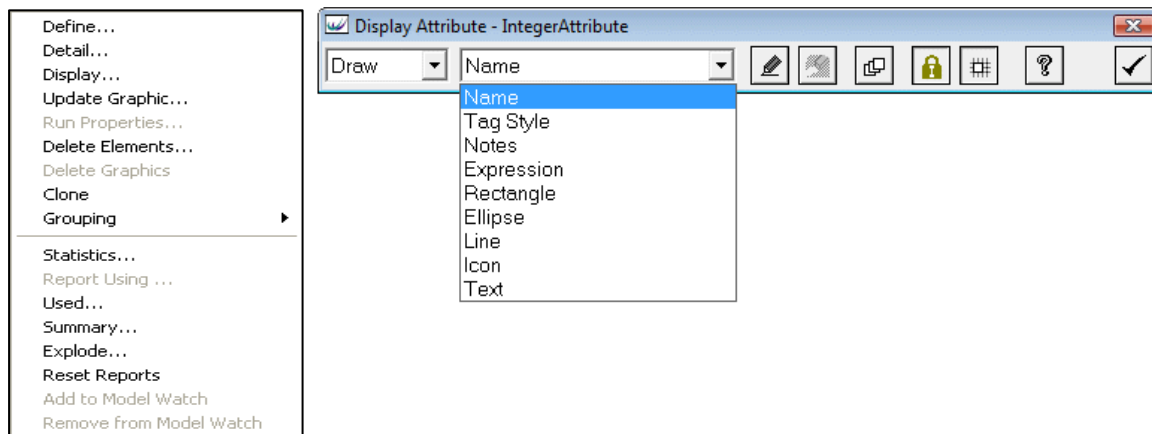 Define...
Detail...
Display...
Update Graphic...
Run Properties...
Delete Elements...
Delete Graphics
Clone
Grouping
Statistics...
Report Using ...
Used...
Summary...
Explode...
Reset Reports
Add to Model Watch
Remove from Model Watch
Display Attribute - IntegerAttribute
Draw
Name
Name
Tag Style
Notes
Expression
Rectangle
Ellipse
Line
Icon
Text